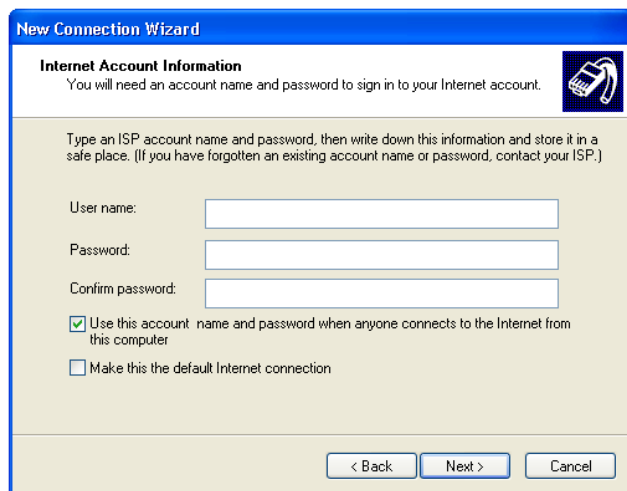 New Connection Wizard
Internet Account Information
You will need an account name and password to sign in to your Internet account.
Type an ISP account name and password, then write down this information and store it in a
safe place. (If you have forgotten an existing account name or password, contact your ISP.)
User name:
Password:
Confirm password:
Use this account name and password when anyone connects to the Internet from
this computer
Make this the default Internet connection
< Back Next > Cancel